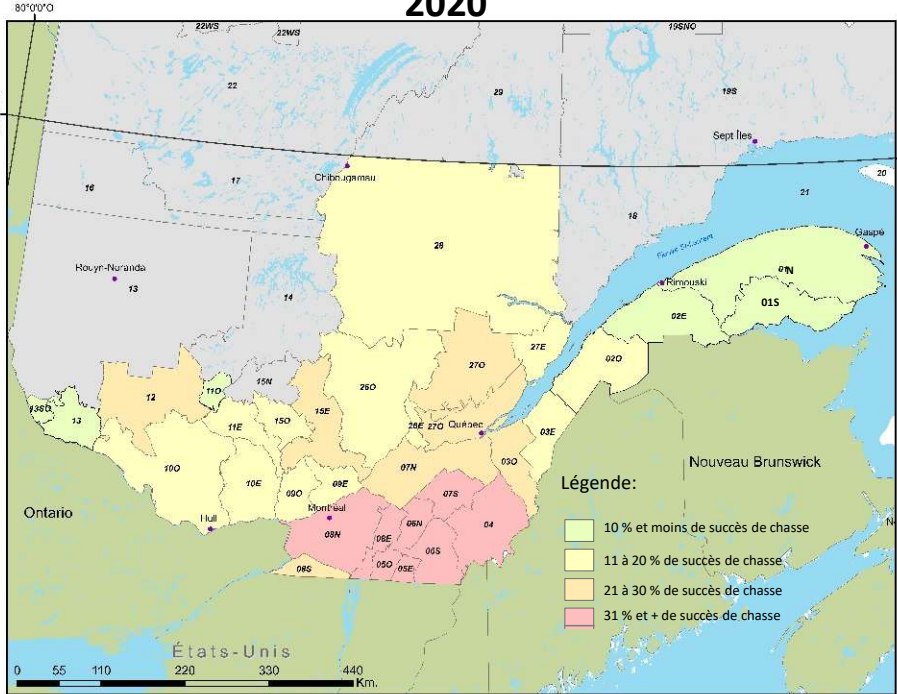 2020
80°0'0"O
22WS
22WS
19SNO
22
29
19S
Sept Îles
Chibougamau
16
17
20
21
18
28
Gaspé
Fleuve St-Laurent
01N
Rouyn-Noranda
13
14
Rimouski
01S
02E
27E
02O
27O
15N
26O
12
11O
15E
13SO
13
11E
15O
26E
27O
Québec
03E
07N
03O
10O
10E
09O
09E
Nouveau Brunswick
Légende:
07S
Ontario
Hull
Montréal
06N
04
08N
08E
06S
05O
05E
08S
10 % et moins de succès de chasse
11 à 20 % de succès de chasse
21 à 30 % de succès de chasse
31 % et + de succès de chasse
États-Unis
0 55 110 220 330 440
Km.